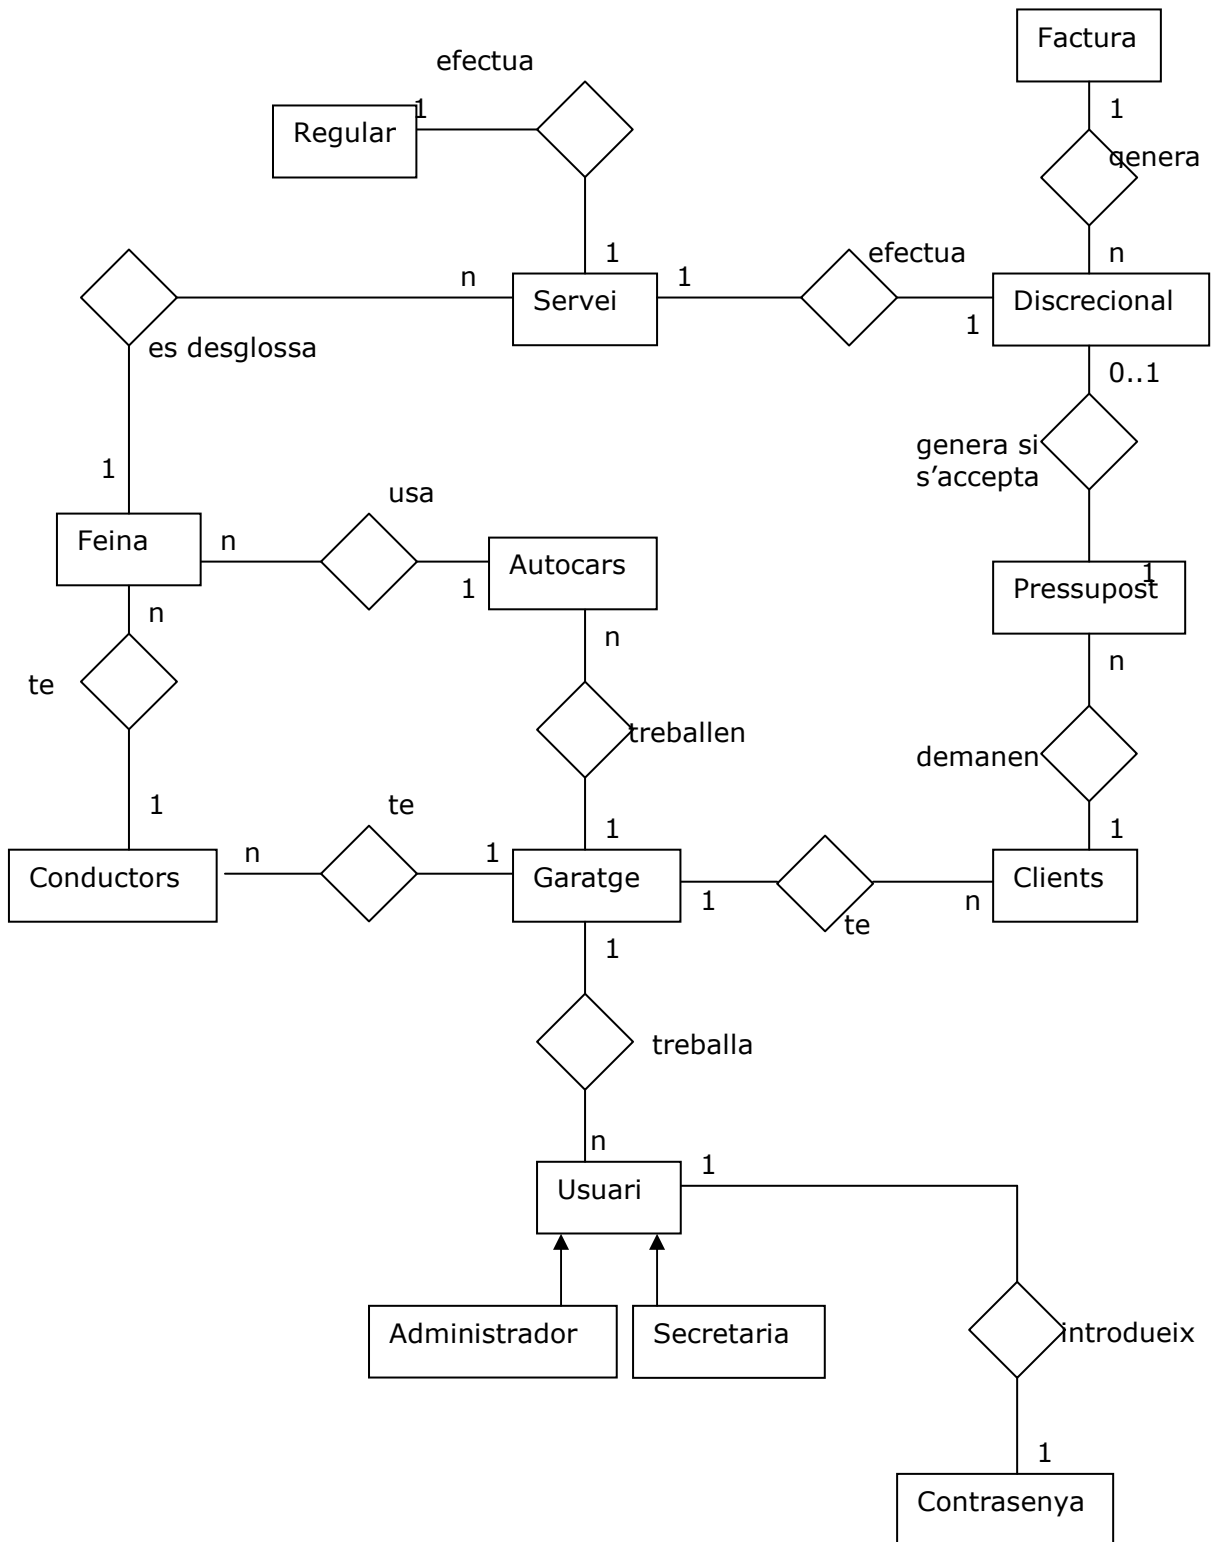 Factura
efectua
1
1
Regular
genera
1
efectua
n
n
1
Servei
Discrecional
1
es desglossa
0..1
genera si
s’accepta
1
usa
Feina
n
Autocars
1
1
Pressupost
n
n
n
te
treballen
demanen
1
te
1
1
n
1
Conductors
Garatge
Clients
1
n
te
1
treballa
n
1
Usuari
Administrador
Secretaria
introdueix
1
Contrasenya